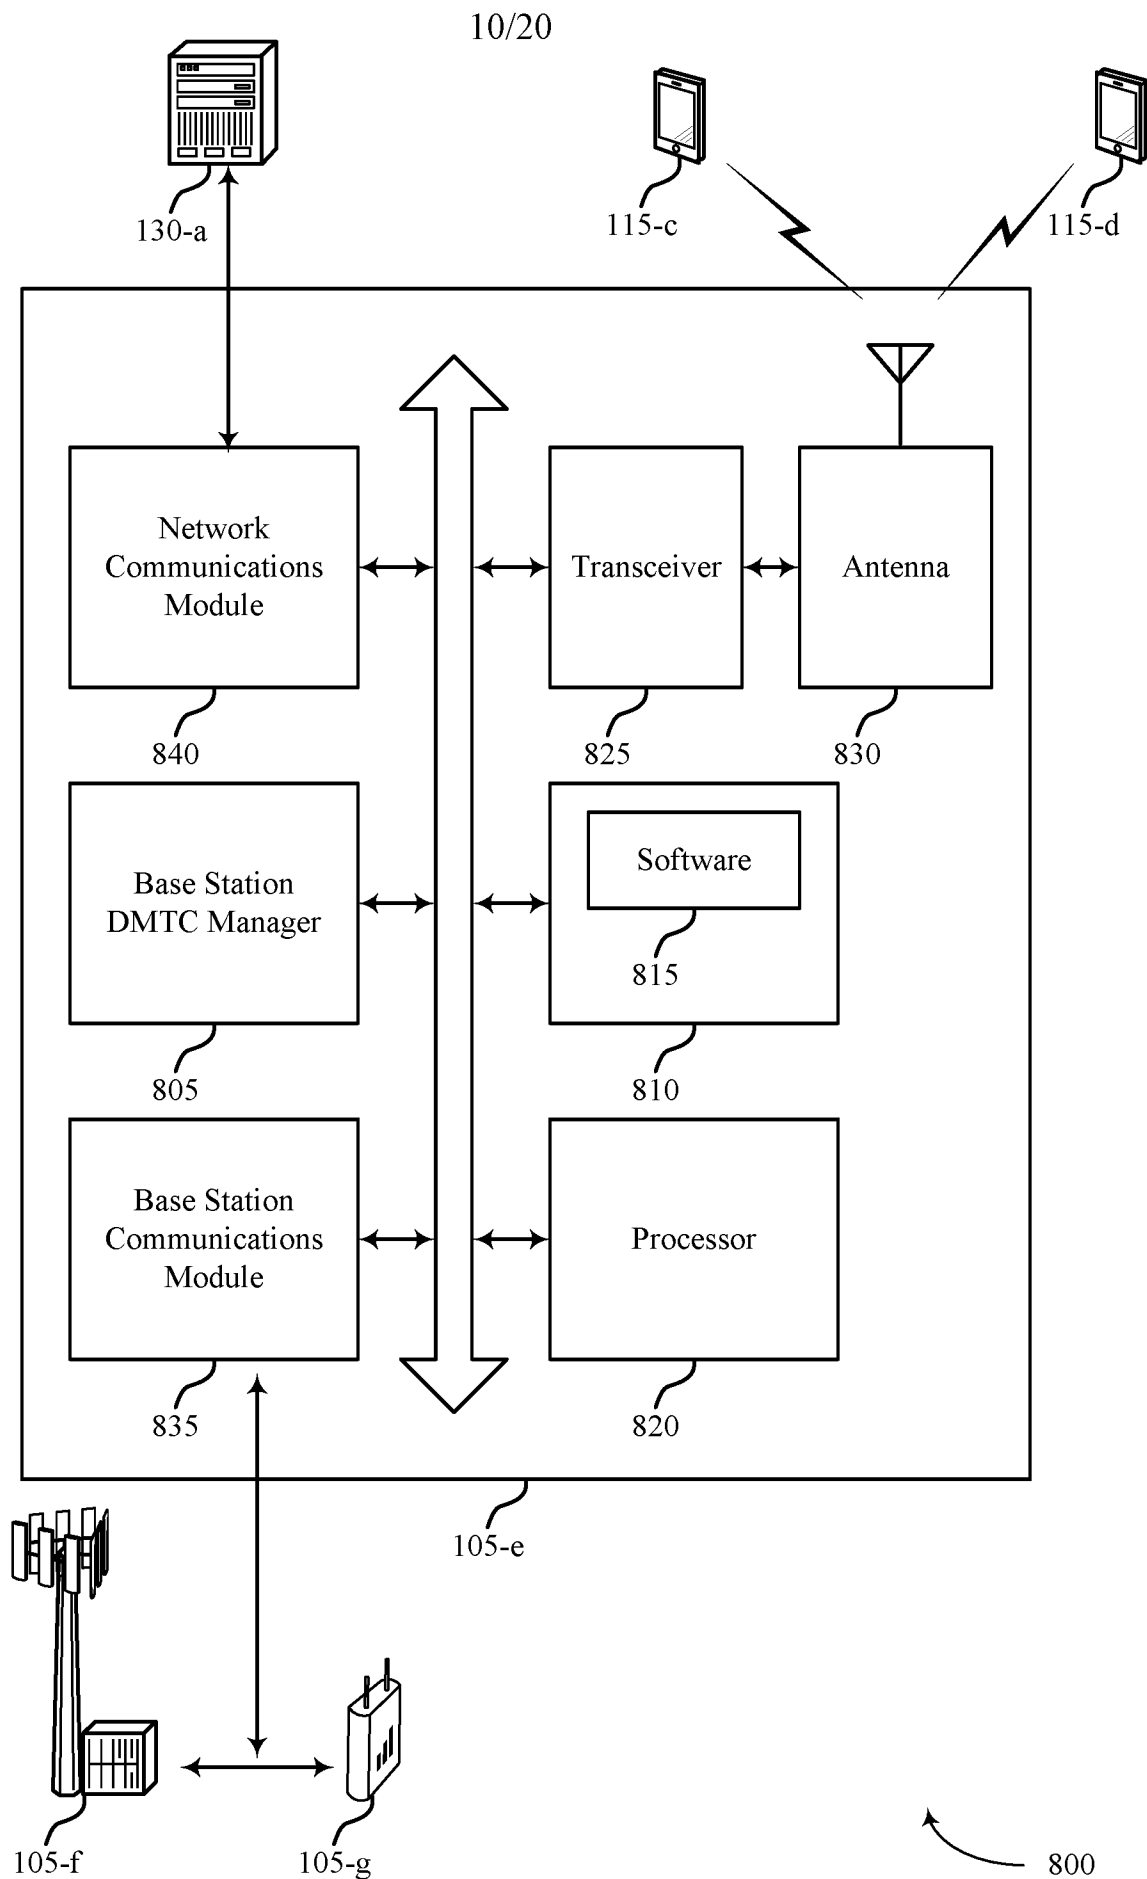 10/20
130-a
115-c
115-d
Network
Communications
Module
Transceiver
Antenna
840
825
830
Base Station
DMTC Manager
Software
815
805
810
Base Station
Communications
Module
Processor
835
820
105-e
105-f
105-g
800